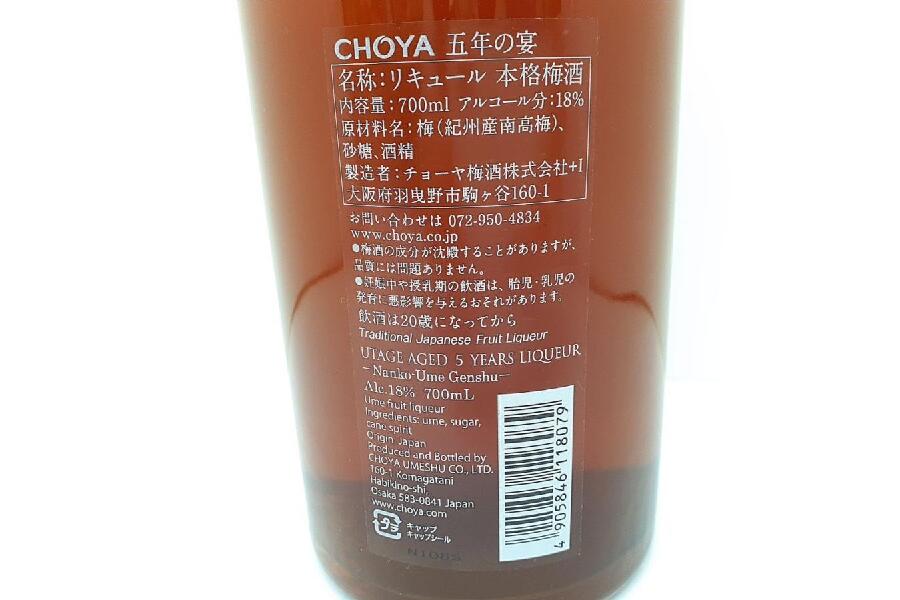 CHOYA 五年の宴
名称：リキュール 本格梅酒
内容量：700ml アルコール分：18%
原材料名：梅（紀州産南高梅）、
砂糖、酒精
製造者：チョーヤ梅酒株式会社+I
大阪府羽曳野市駒ヶ谷160-1
お問い合わせは 072-950-4834
www.choya.co.jp
●梅酒の成分が沈殿することがありますが、
品質には問題ありません。
●妊娠中や授乳期の飲酒は、胎児・乳児の
発育に悪影響を与えるおそれがあります。
飲酒は20歳になってから
Traditional Japanese Fruit Liqueur
UTAGE AGED 5 YEARS LIQUEUR
—Nanko-Ume Genshu—
Alc.18% 700mL
Ume fruit liqueur
Ingredients: ume, sugar,
cane spirit
Origin: Japan
Produced and Bottled by
CHOYA UMESHU CO., LTD.
160-1 Komagatani
Habikino-shi,
Osaka 583-0841 Japan
www.choya.com
プラ
キャップ
キャップシール
N108S
4 905846 118079